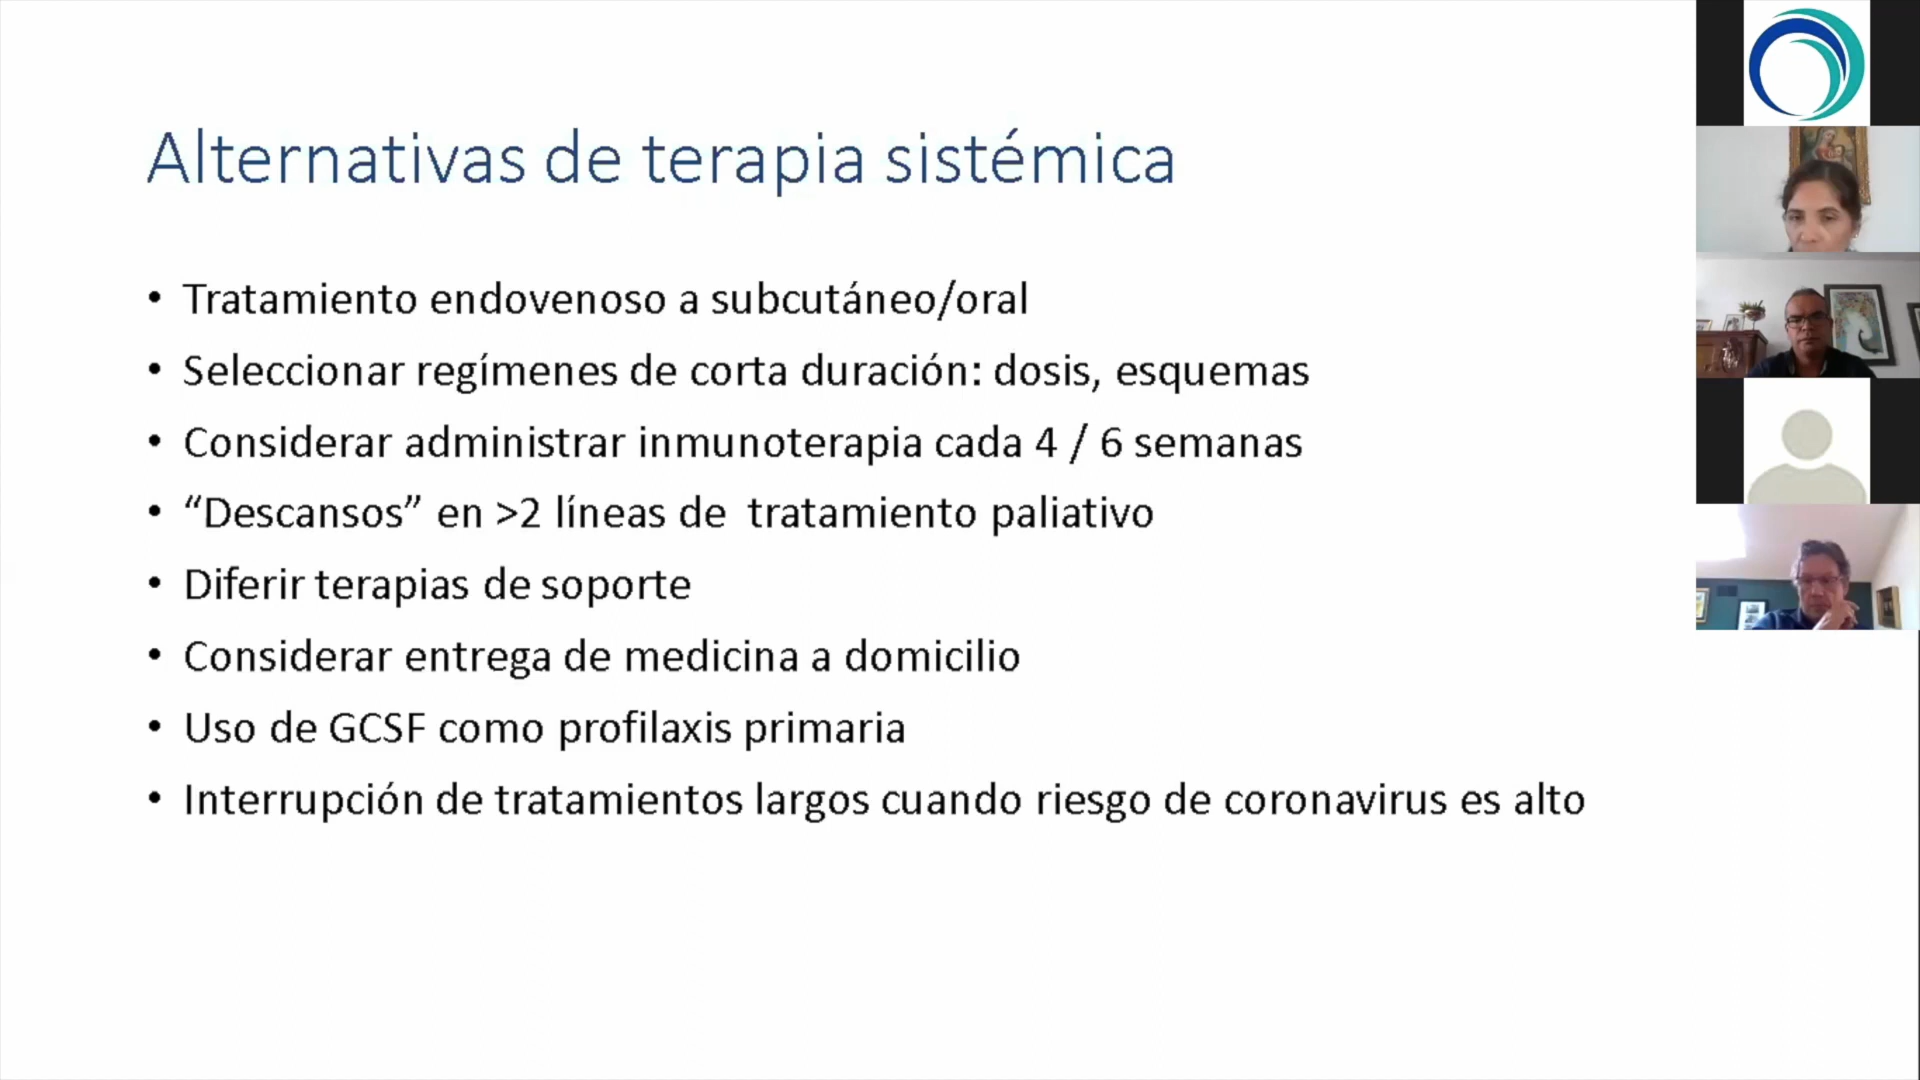 Alternativas de terapia sistémica
• Tratamiento endovenoso a subcutáneo/oral
• Seleccionar regímenes de corta duración: dosis, esquemas
• Considerar administrar inmunoterapia cada 4 / 6 semanas
• “Descansos” en >2 líneas de tratamiento paliativo
• Diferir terapias de soporte
• Considerar entrega de medicina a domicilio
• Uso de GCSF como profilaxis primaria
• Interrupción de tratamientos largos cuando riesgo de coronavirus es alto